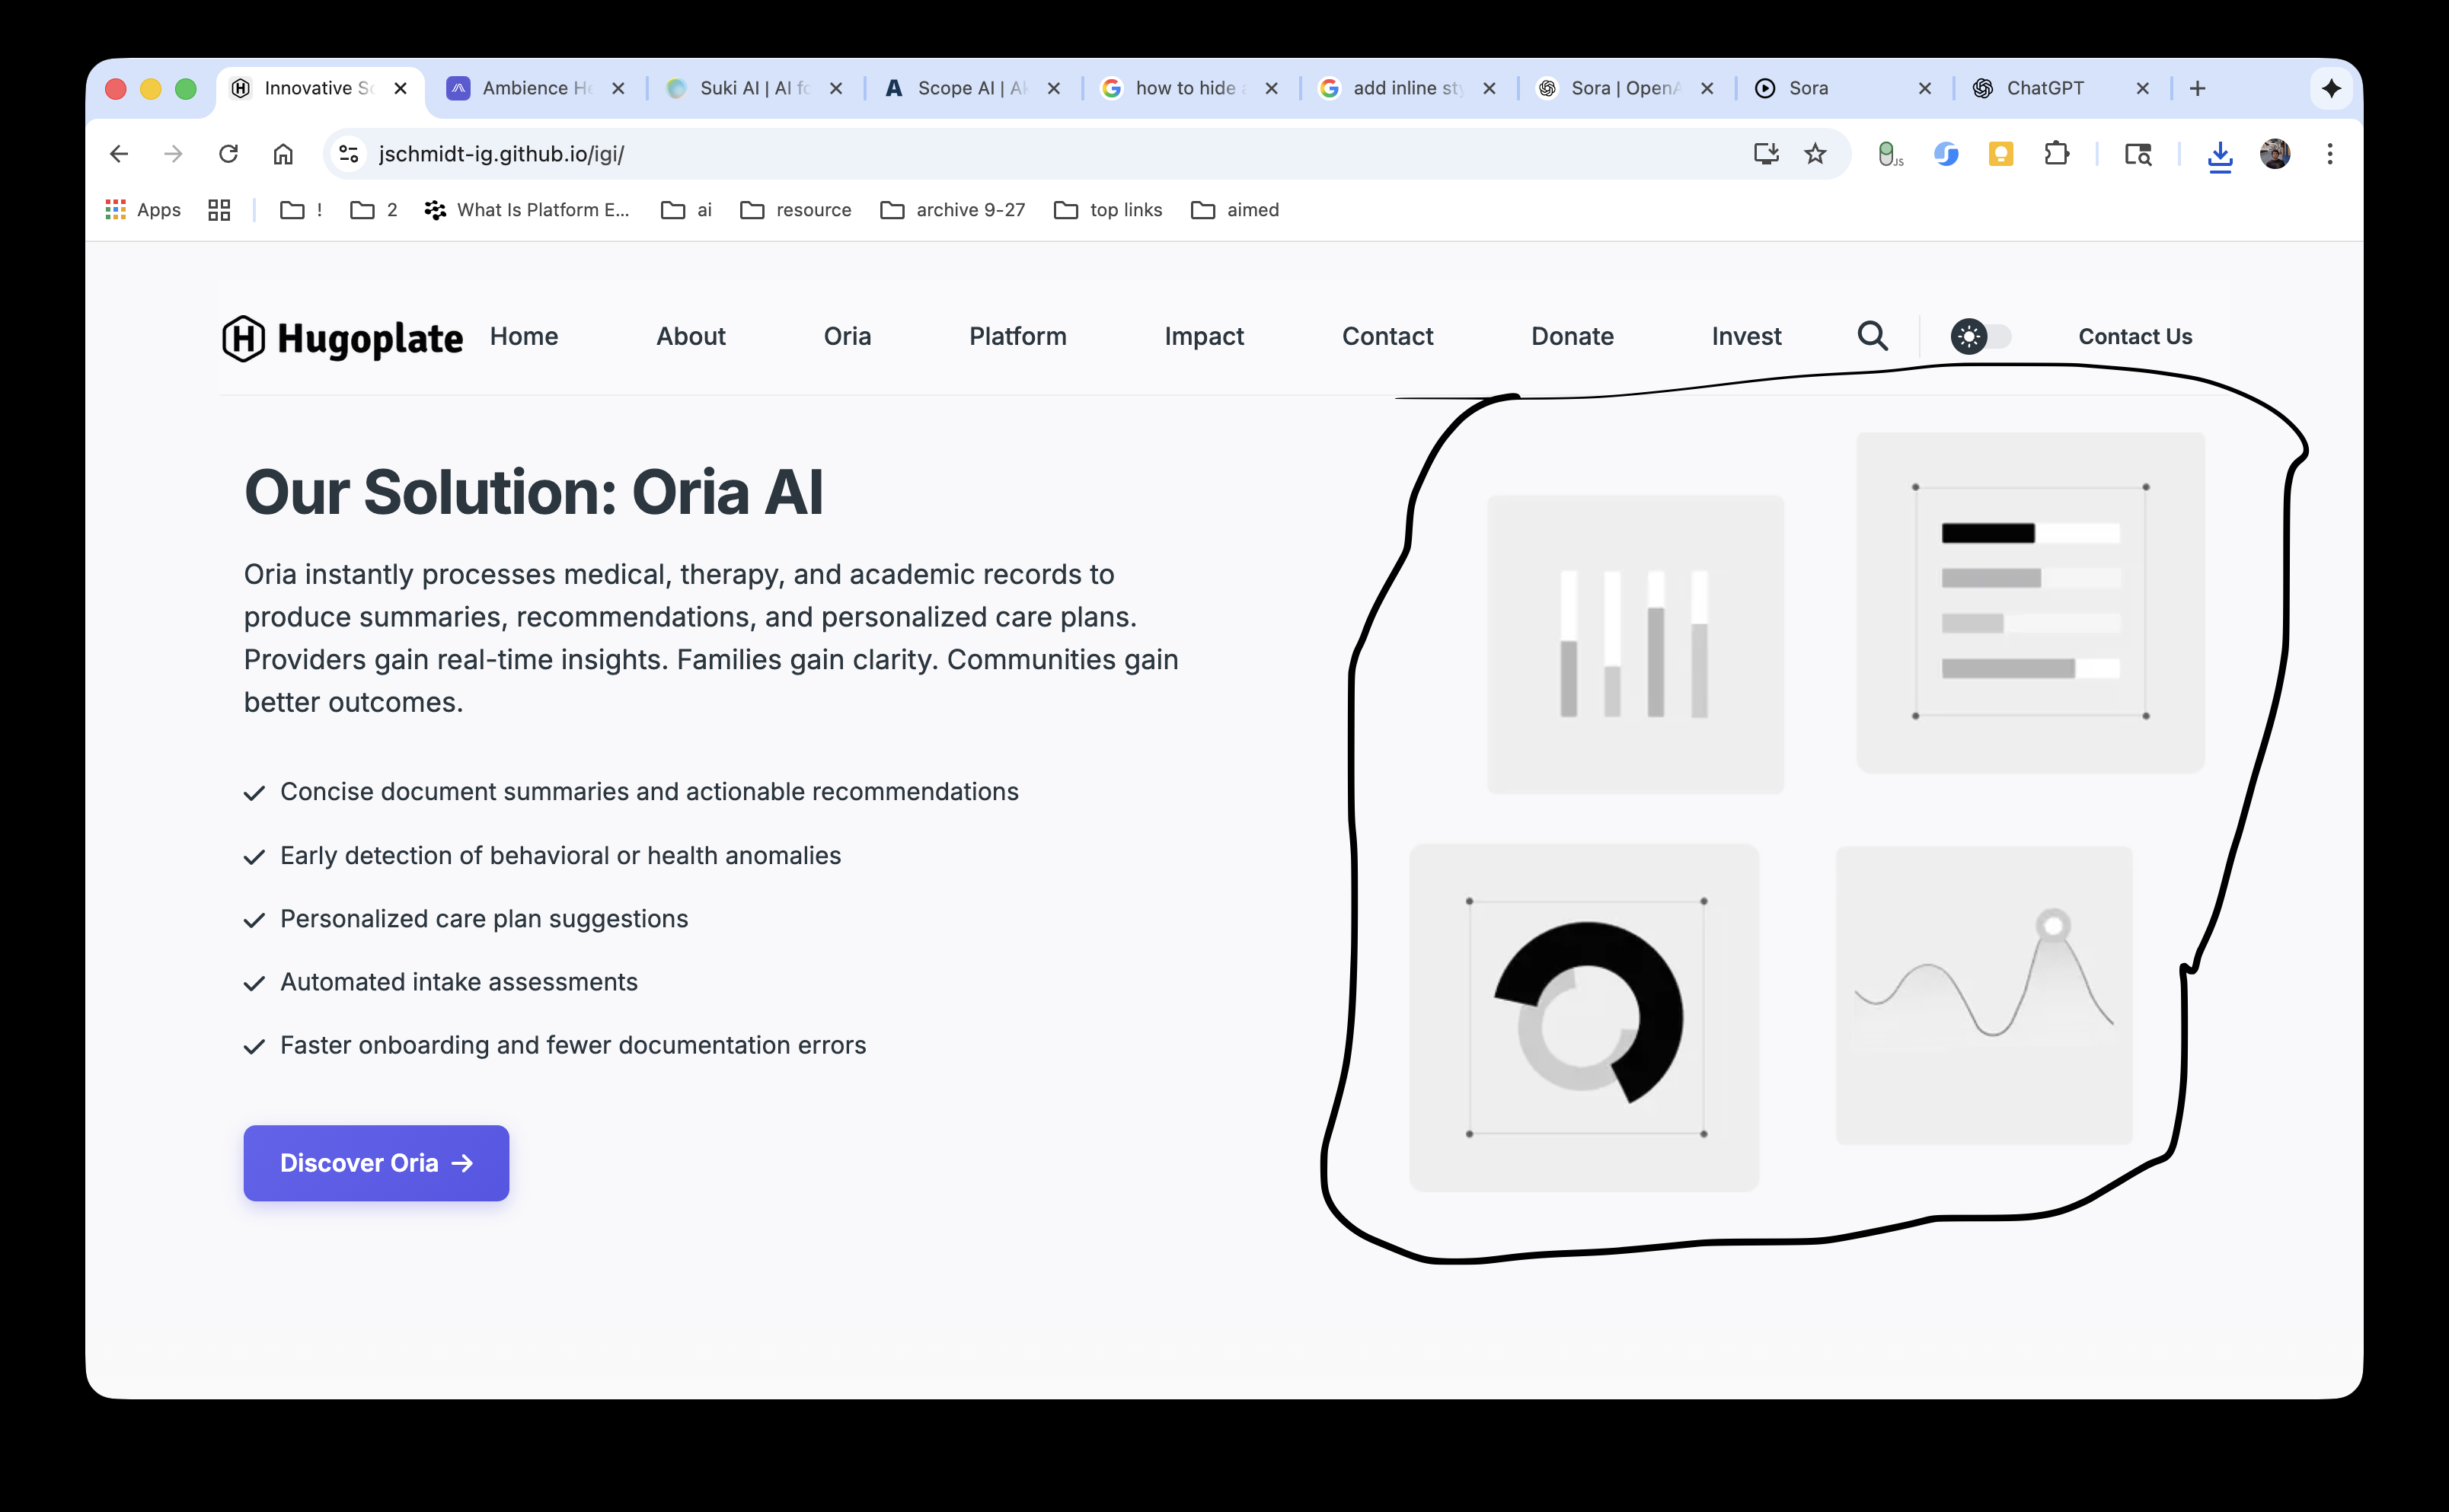 Innovative So
Ambience He
Suki AI | AI fo
Scope AI | Ak
how to hide a
add inline sty
Sora | OpenA
Sora
ChatGPT
jschmidt-ig.github.io/igi/
JS
Apps
!
2
What Is Platform E...
ai
resource
archive 9-27
top links
aimed
Hugoplate
Home
About
Oria
Platform
Impact
Contact
Donate
Invest
Contact Us
Our Solution: Oria AI
Oria instantly processes medical, therapy, and academic records to
produce summaries, recommendations, and personalized care plans.
Providers gain real-time insights. Families gain clarity. Communities gain
better outcomes.
Concise document summaries and actionable recommendations
Early detection of behavioral or health anomalies
Personalized care plan suggestions
Automated intake assessments
Faster onboarding and fewer documentation errors
Discover Oria →